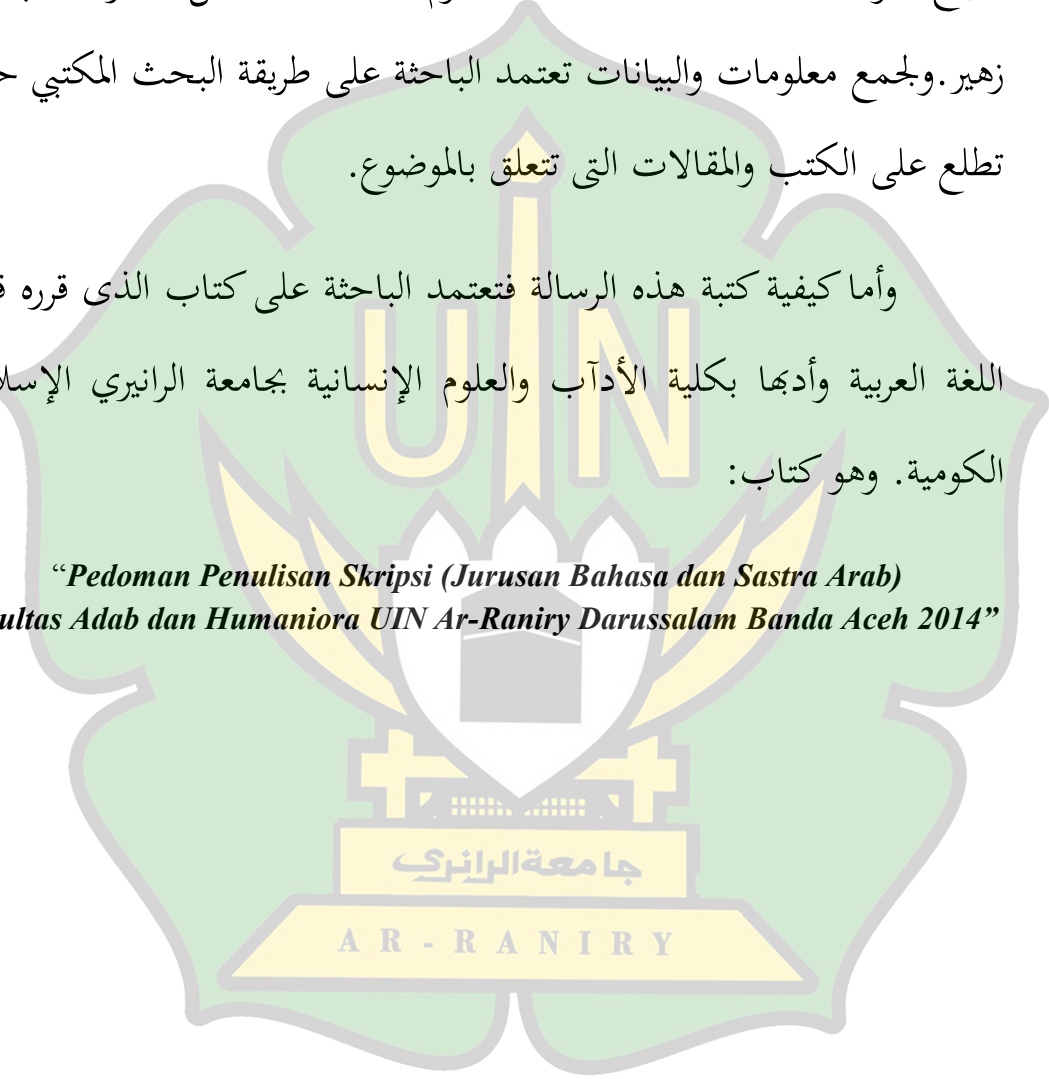 زهير.ولجمع معلومات والبيانات تعتمد الباحثة على طريقة البحث المكتبي
تطلع على الكتب والمقالات التى تتعلق بالموضوع.
وأما كيفية كتبة هذه الرسالة فتعتمد الباحثة على كتاب الذى قرره
اللغة العربية وأدبها بكلية الأدآب والعلوم الإنسانية بجامعة الرانيري
الكومية. وهو كتاب:
“Pedoman Penulisan Skripsi (Jurusan Bahasa dan Sastra Arab)
Adab dan Humaniora UIN Ar-Raniry Darussalam Banda Aceh 2014”
UIN
جامعة الرانري
AR-RANIRY